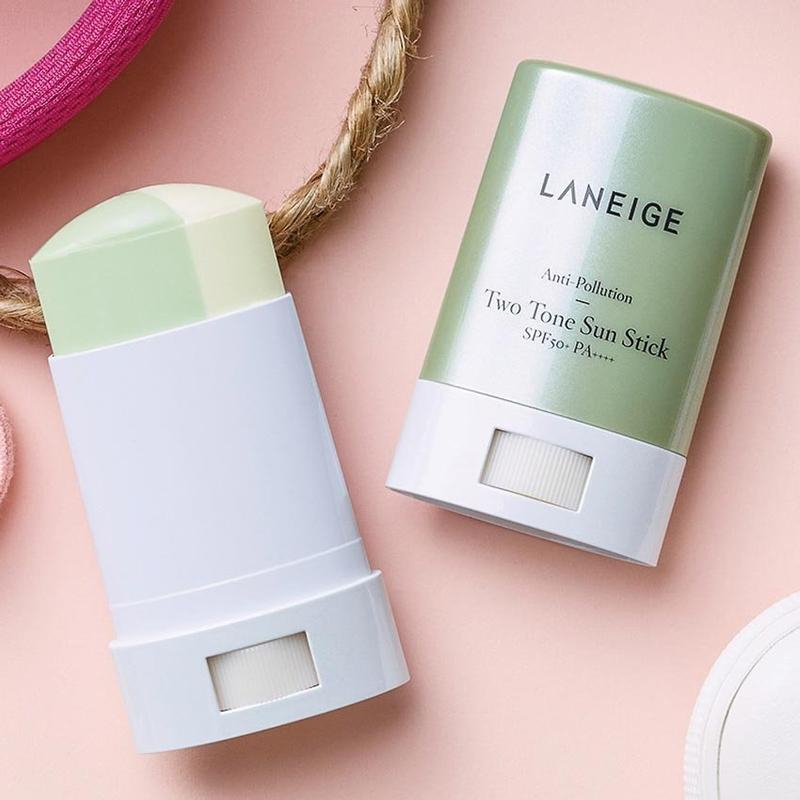 LANEIGE
Anti-Pollution
Two Tone Sun Stick
SPF50+ PA++++